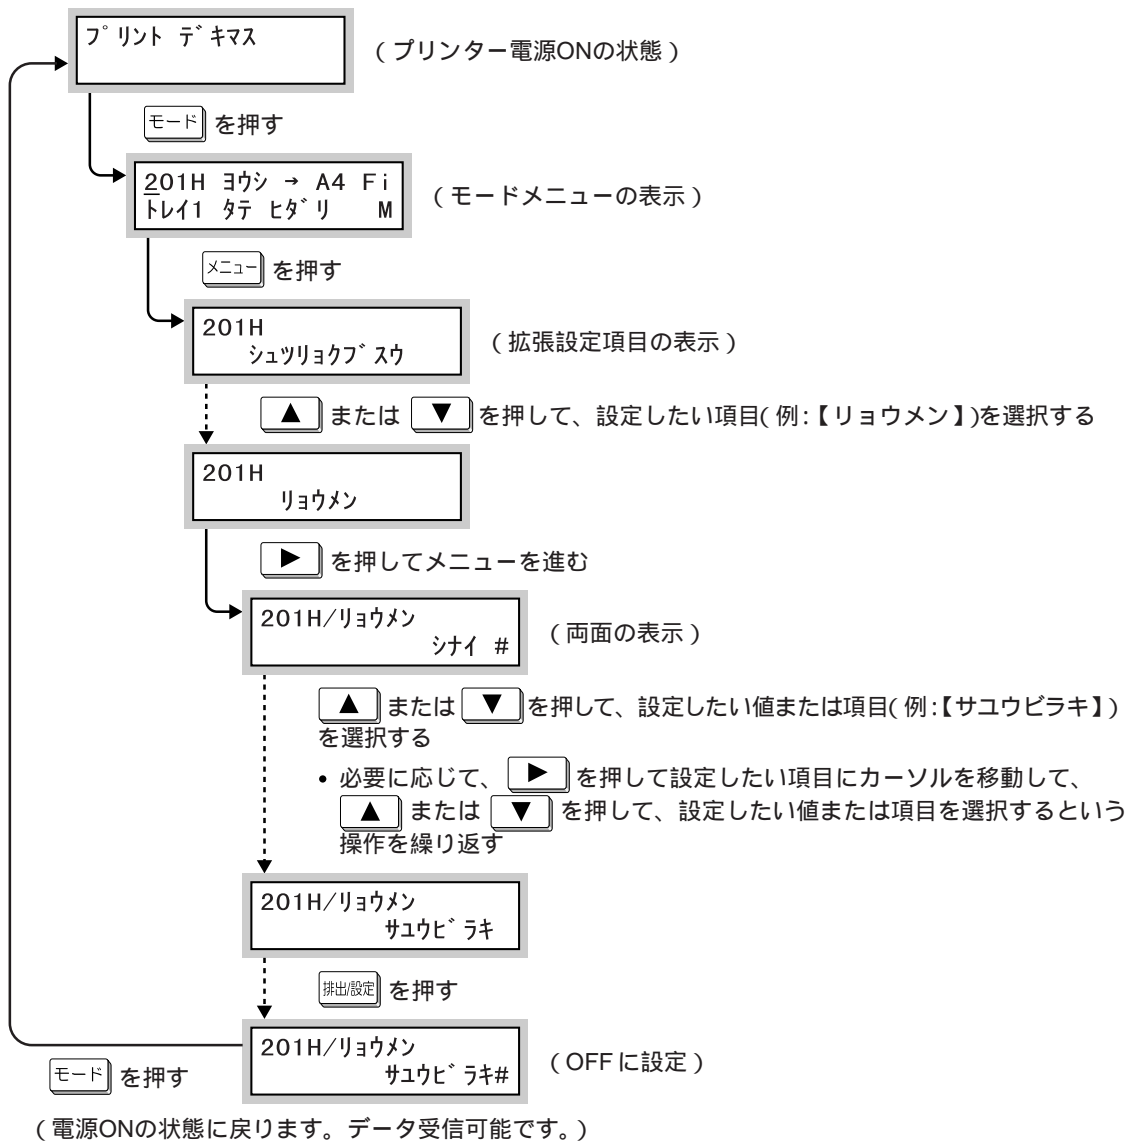 プリント デキマス
(プリンター電源ONの状態)
モード を押す
201H ヨウシ → A4 Fi
トレイ1 タテ ヒダリ M
(モードメニューの表示)
メニュー を押す
201H
シュツリョクブスウ
(拡張設定項目の表示)
▲ または ▼ を押して、設定したい項目(例:【リョウメン】)を選択する
201H
リョウメン
▶ を押してメニューを進む
201H/リョウメン
シナイ #
(両面の表示)
▲ または ▼ を押して、設定したい値または項目(例:【サユウビラキ】)
を選択する
• 必要に応じて、 ▶ を押して設定したい項目にカーソルを移動して、
▲ または ▼ を押して、設定したい値または項目を選択するという
操作を繰り返す
201H/リョウメン
サユウビラキ
排出/設定 を押す
201H/リョウメン
サユウビラキ#
(OFFに設定)
モード を押す
(電源ONの状態に戻ります。データ受信可能です。)